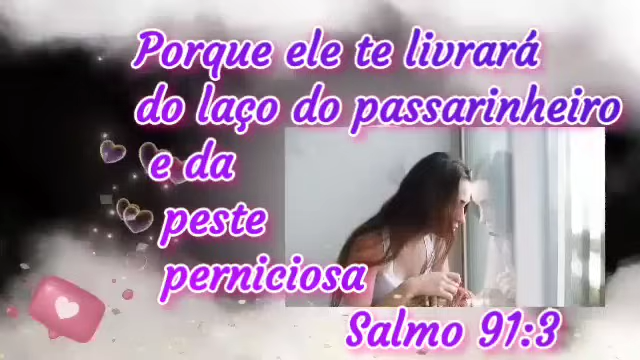 Porque ele te livrará
do laço do passarinheiro
e da
peste
perniciosa
Salmo 91:3